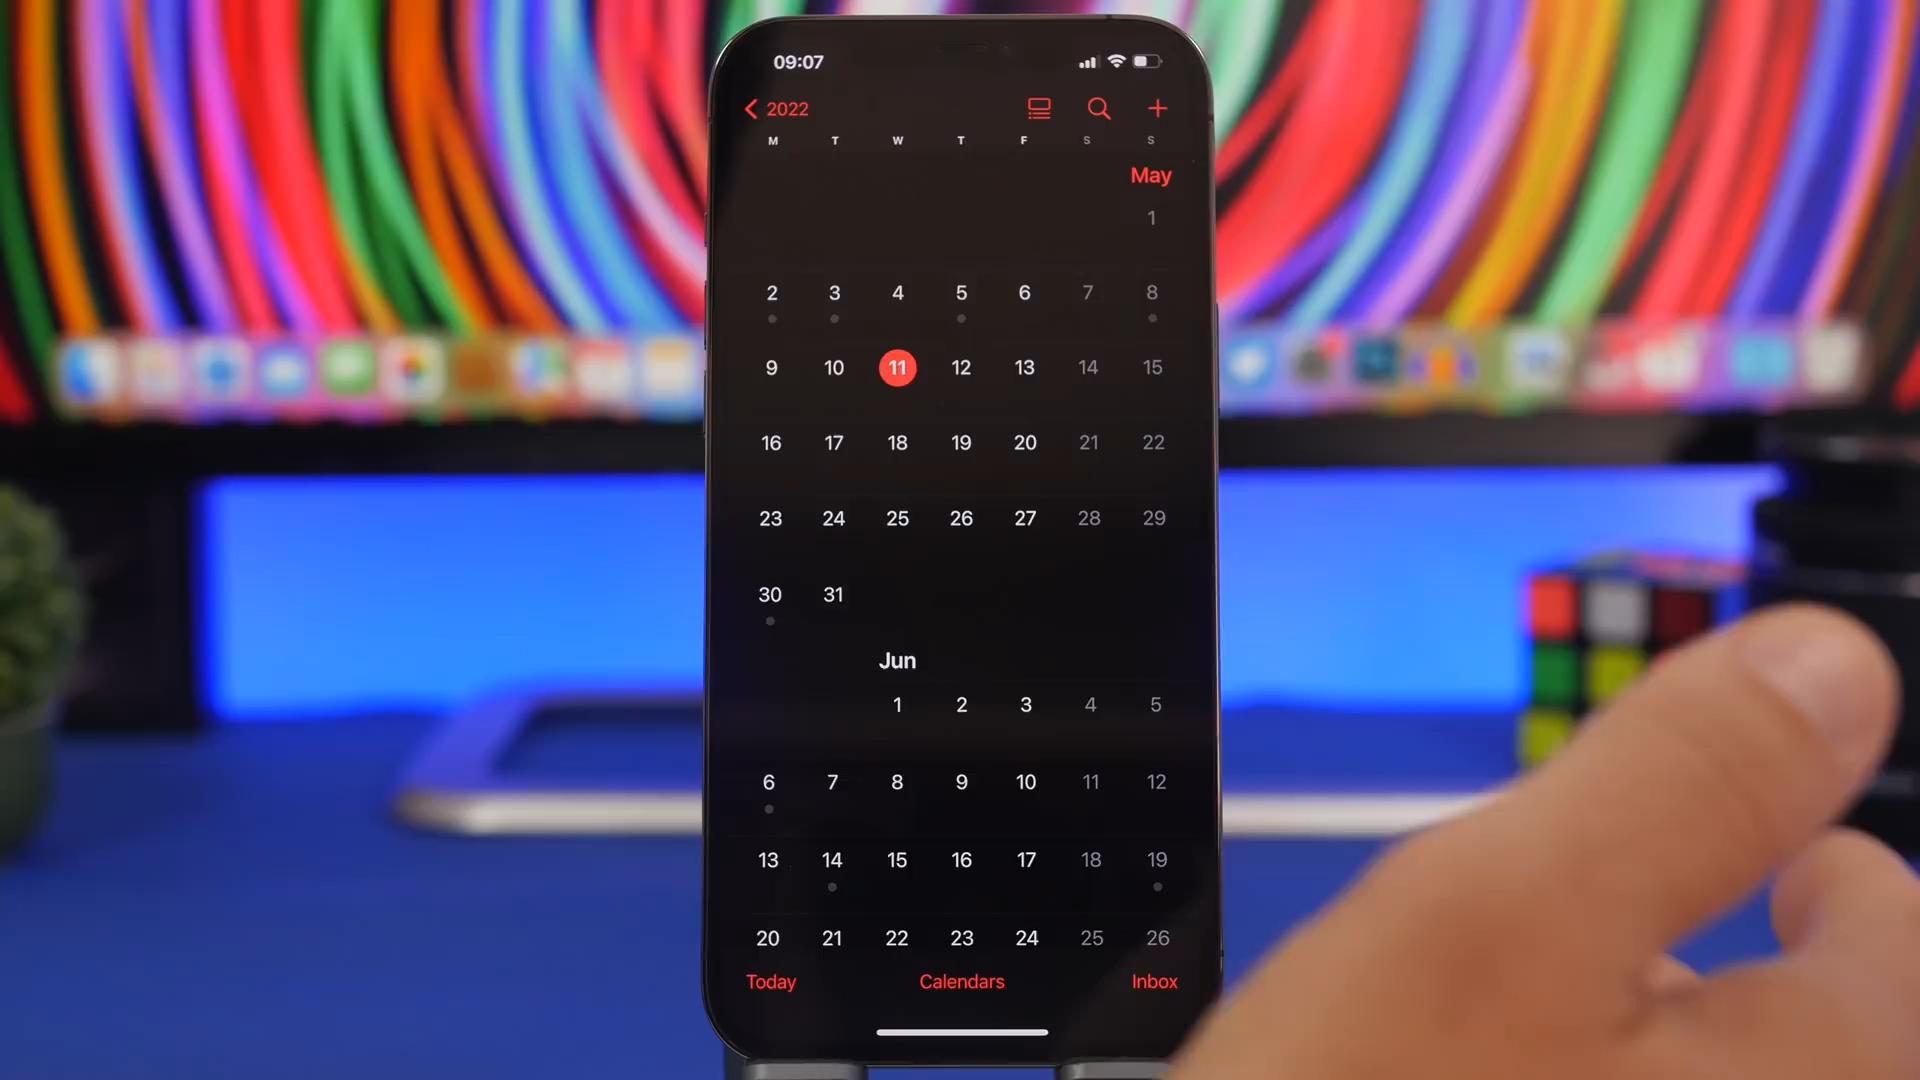 09:07
2022
M T W T F S S
May
1
2 3 4 5 6 7 8
9 10 11 12 13 14 15
16 17 18 19 20 21 22
23 24 25 26 27 28 29
30 31
Jun
1 2 3 4 5
6 7 8 9 10 11 12
13 14 15 16 17 18 19
20 21 22 23 24 25 26
Today Calendars Inbox